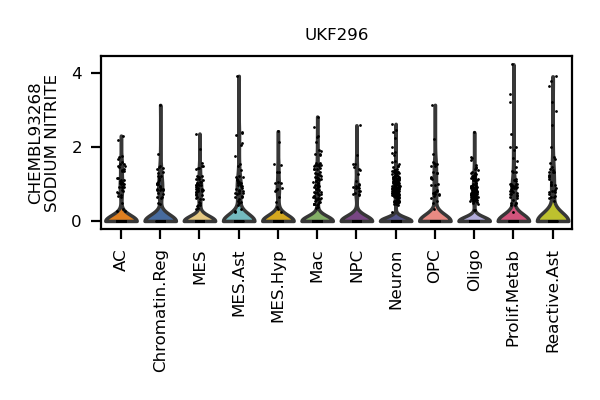 UKF296
CHEMBL93268
SODIUM NITRITE
4
2
0
AC
Chromatin.Reg
MES
MES.Ast
MES.Hyp
Mac
NPC
Neuron
OPC
Oligo
Prolif.Metab
Reactive.Ast